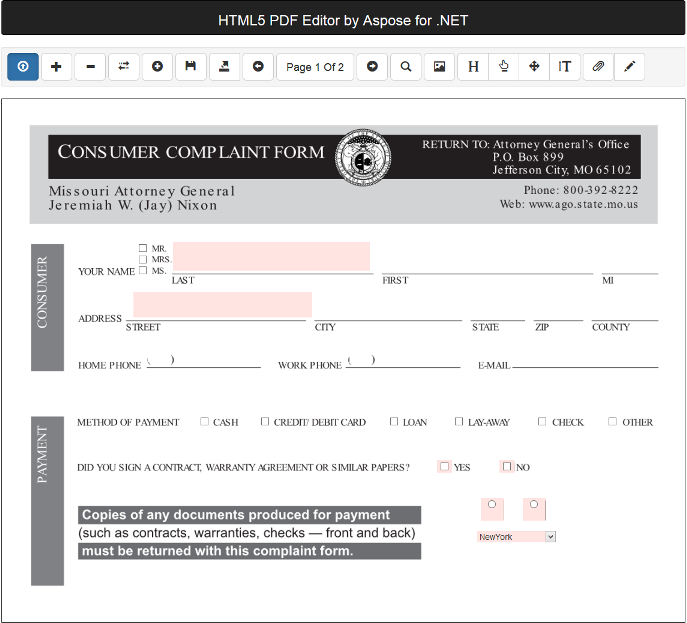 HTML5 PDF Editor by Aspose for .NET
Page 1 Of 2
H
T
CONSUMER COMPLAINT FORM
RETURN TO: Attorney General's Office
P.O. Box 899
Jefferson City, MO 65102
Missouri Attorney General
Jeremiah W. (Jay) Nixon
Phone: 800-392-8222
Web: www.ago.state.mo.us
CONSUMER
MR.
MRS.
YOUR NAME MS.
LAST FIRST MI
ADDRESS
STREET CITY STATE ZIP COUNTY
HOME PHONE ( ) WORK PHONE ( ) E-MAIL
PAYMENT
METHOD OF PAYMENT CASH CREDIT/ DEBIT CARD LOAN LAY-AWAY CHECK OTHER
DID YOU SIGN A CONTRACT, WARRANTY AGREEMENT OR SIMILAR PAPERS? YES NO
Copies of any documents produced for payment
(such as contracts, warranties, checks — front and back)
must be returned with this complaint form.
NewYork